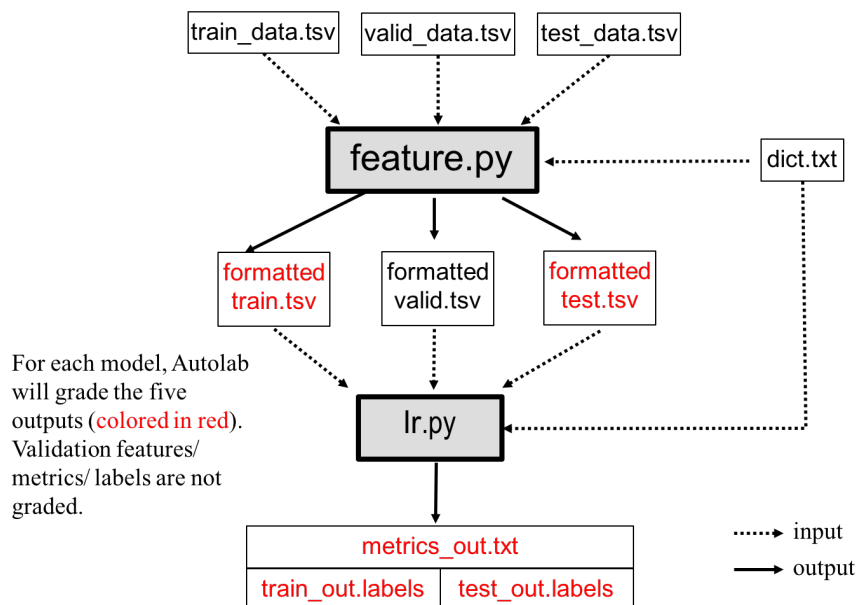 train_data.tsv
valid_data.tsv
test_data.tsv
feature.py
dict.txt
formatted
train.tsv
formatted
valid.tsv
formatted
test.tsv
For each model, Autolab
will grade the five
outputs (colored in red).
Validation features/
metrics/ labels are not
graded.
lr.py
metrics_out.txt
train_out.labels
test_out.labels
input
output